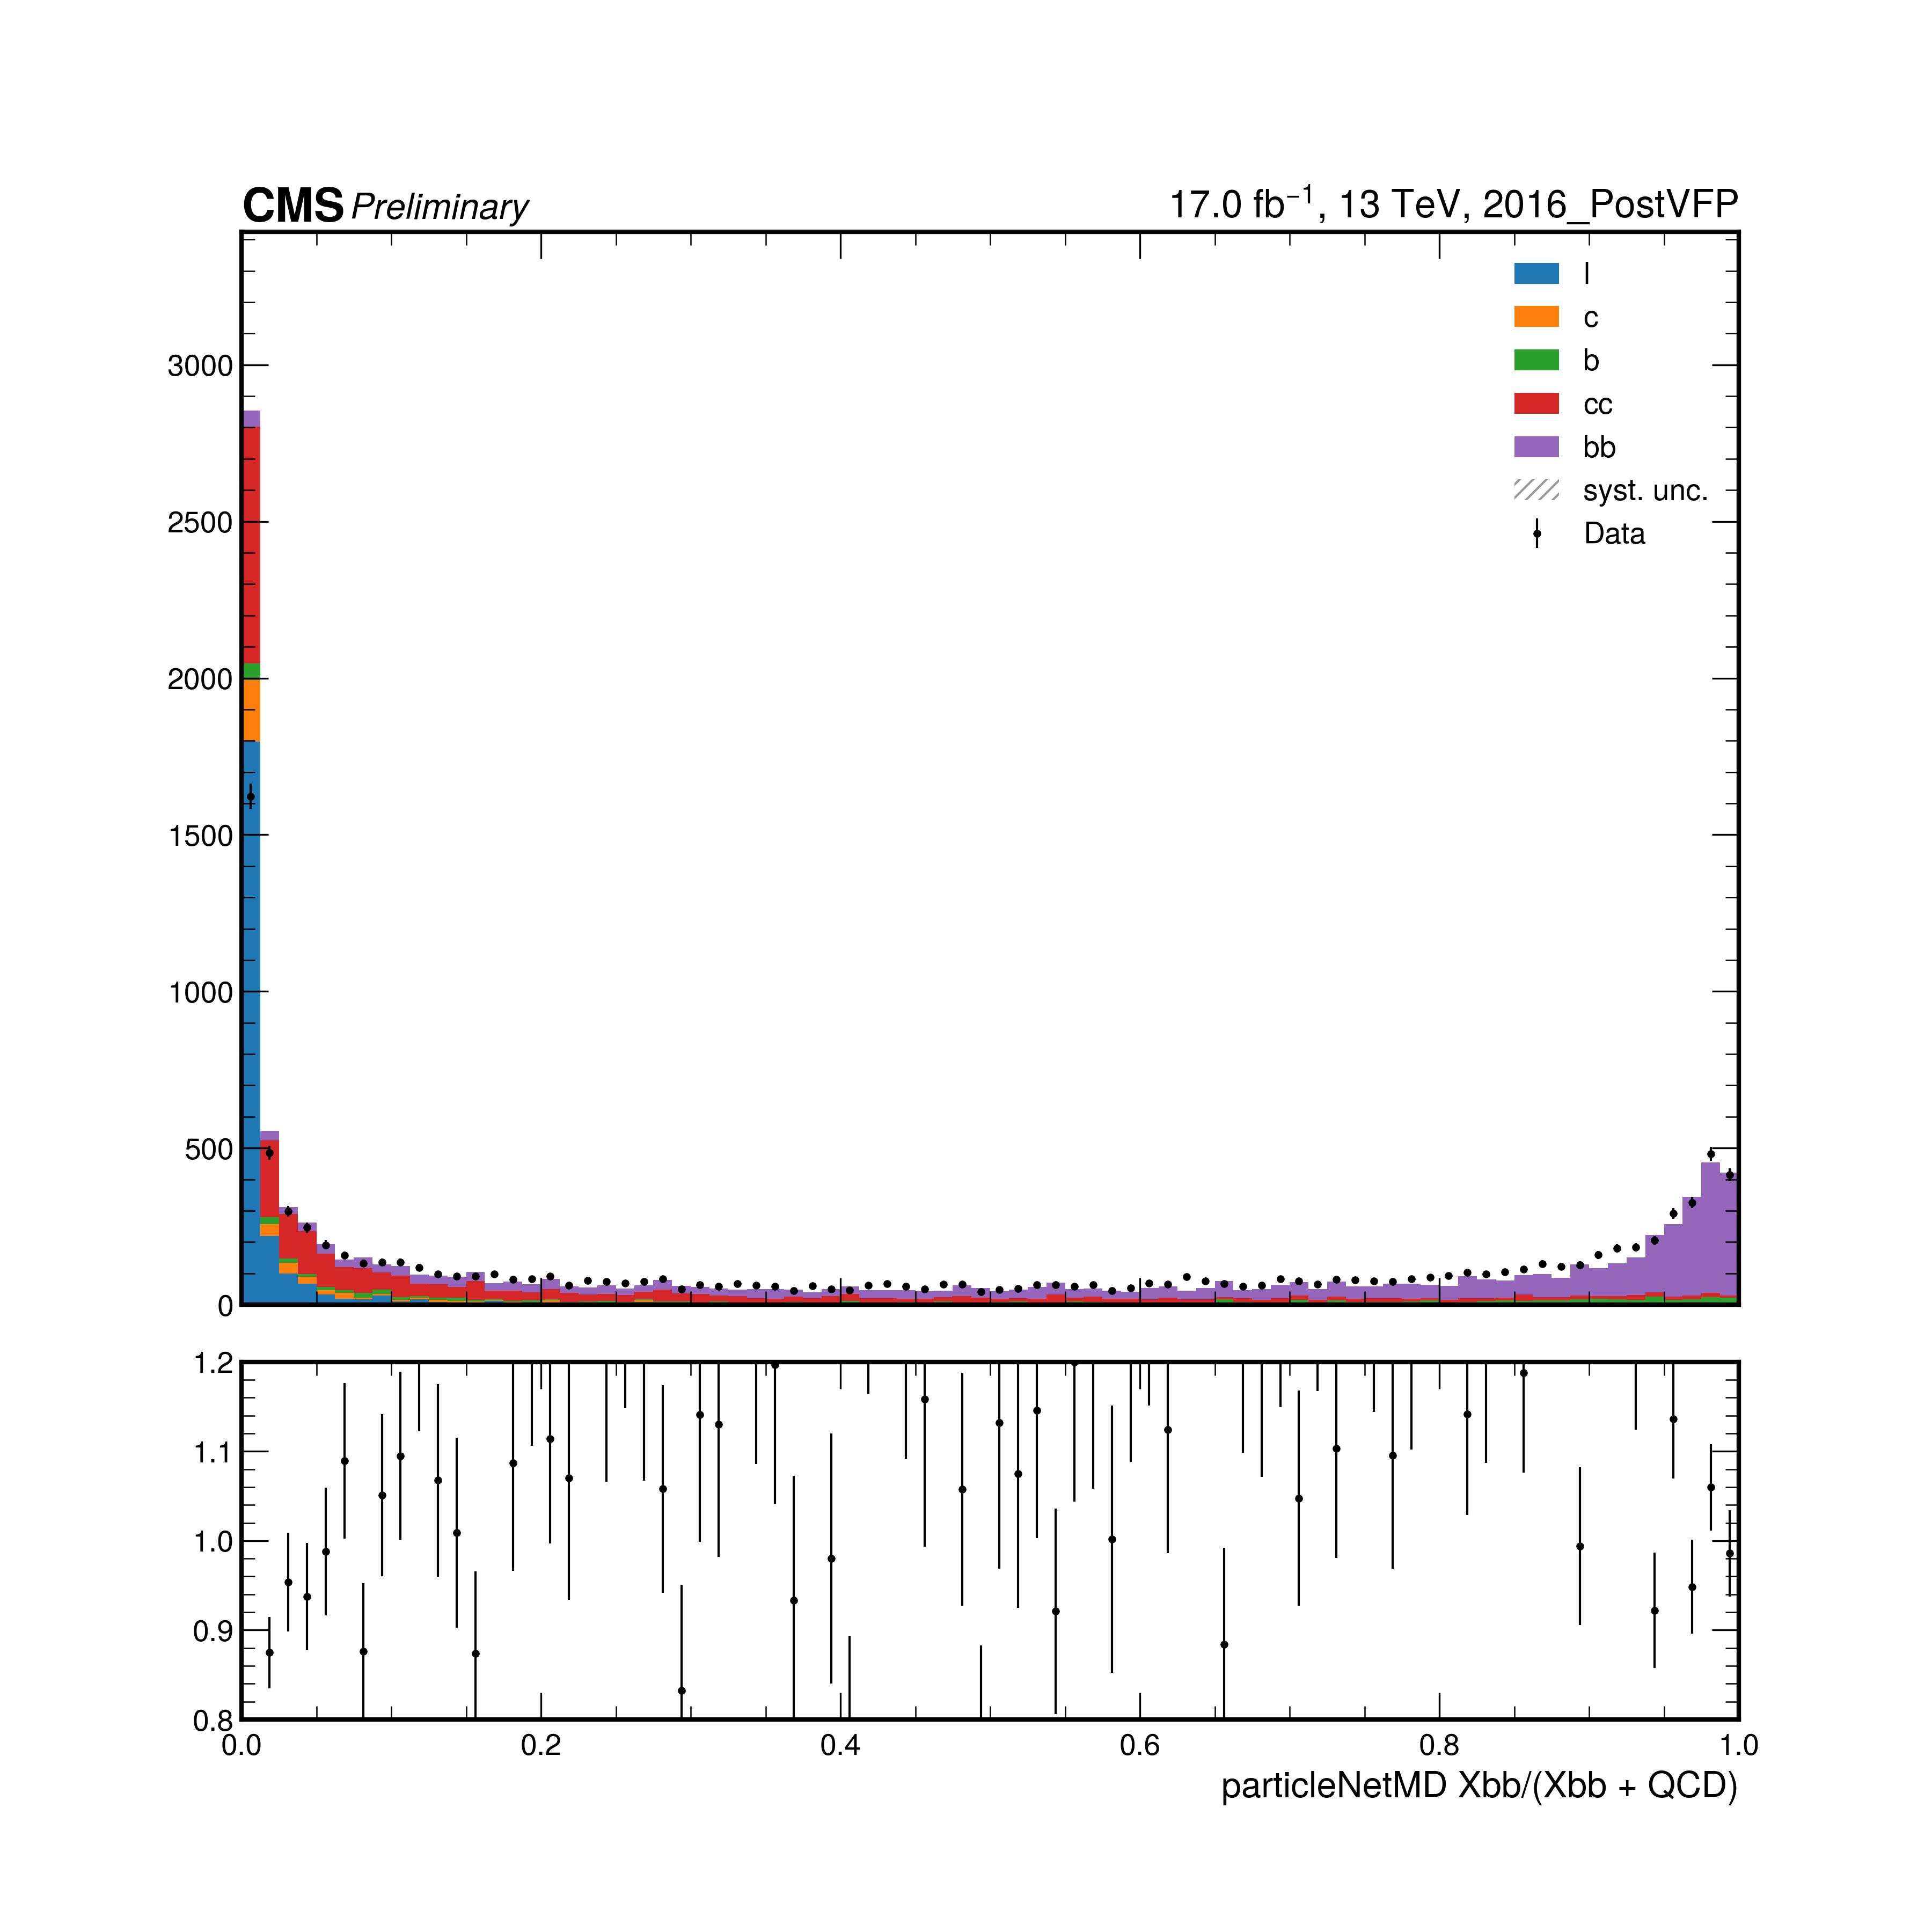 CMS Preliminary
17.0 fb⁻¹, 13 TeV, 2016_PostVFP
l
c
b
cc
bb
syst. unc.
Data
3000
2500
2000
1500
1000
500
0
1.2
1.1
1.0
0.9
0.8
0.0 0.2 0.4 0.6 0.8 1.0
particleNetMD Xbb/(Xbb + QCD)